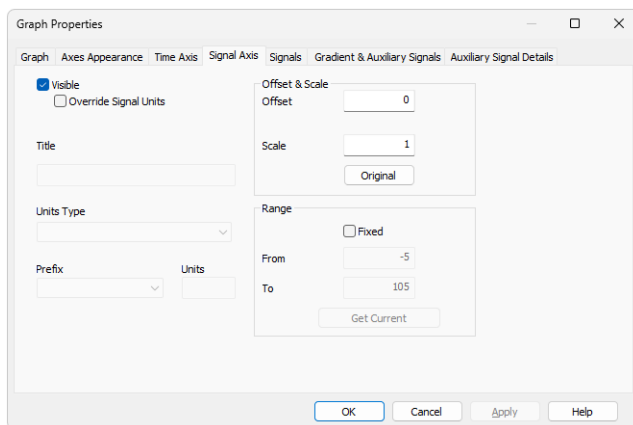 Graph Properties
Graph Axes Appearance Time Axis Signal Axis Signals Gradient & Auxiliary Signals Auxiliary Signal Details
Visible
Override Signal Units
Title
Units Type
Prefix Units
Offset & Scale
Offset 0
Scale 1
Original
Range
Fixed
From -5
To 105
Get Current
OK Cancel Apply Help